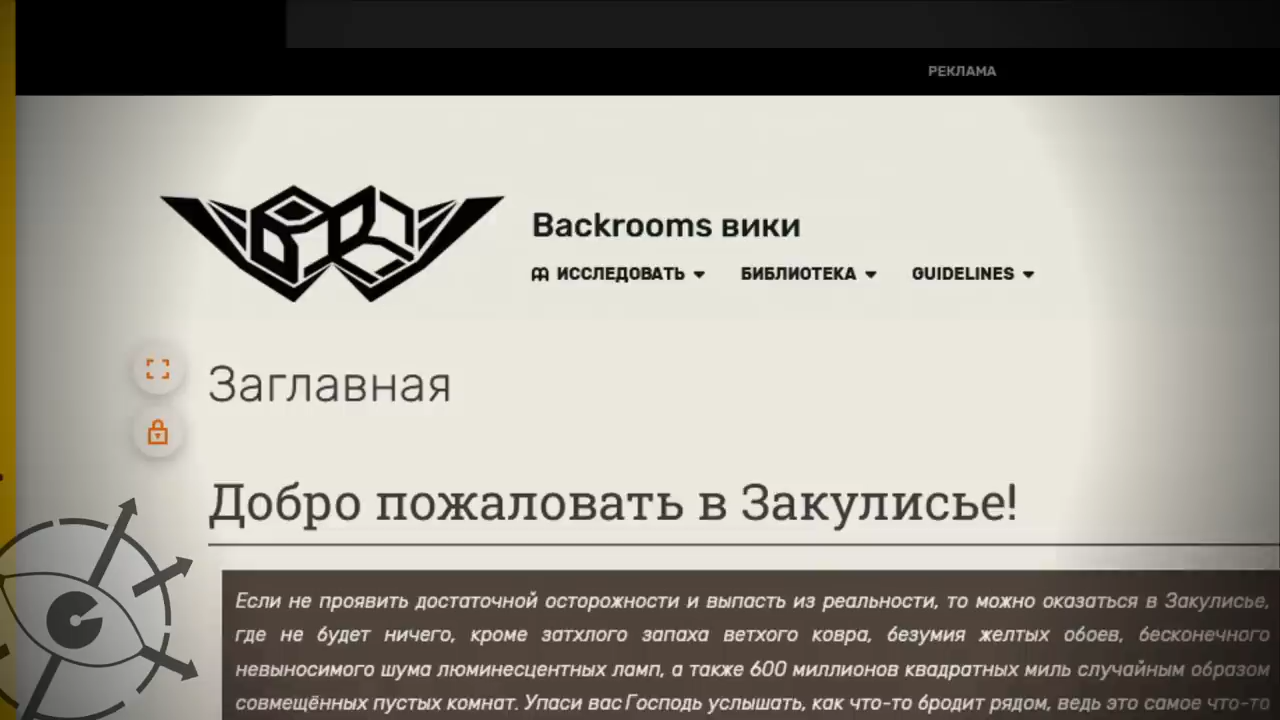 РЕКЛАМА
Backrooms вики
ИССЛЕДОВАТЬ БИБЛИОТЕКА GUIDELINES
Заглавная
Добро пожаловать в Закулисье!
Если не проявить достаточной осторожности и выпасть из реальности, то можно оказаться в Закулисье,
где не будет ничего, кроме затхлого запаха ветхого ковра, безумия желтых обоев, бесконечного
невыносимого шума люминесцентных ламп, а также 600 миллионов квадратных миль случайным образом
совмещённых пустых комнат. Упаси вас Господь услышать, как что-то бродит рядом, ведь это самое что-то